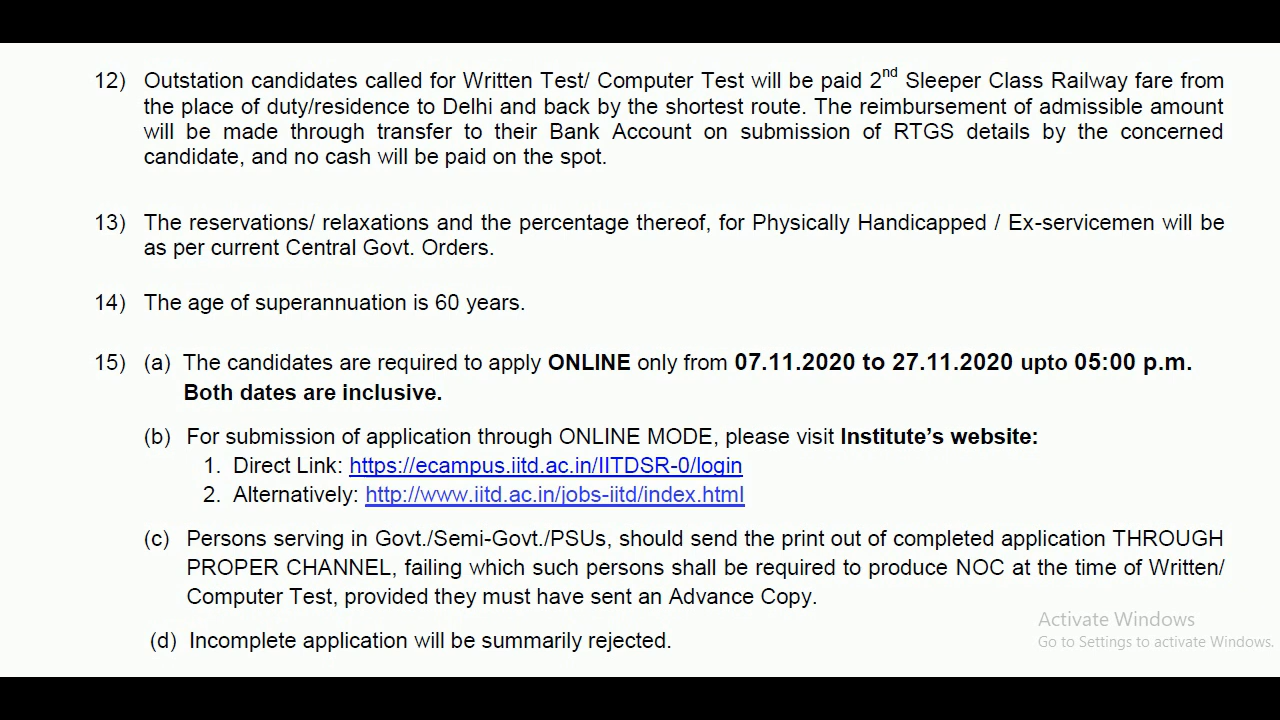 12) Outstation candidates called for Written Test/ Computer Test will be paid 2nd Sleeper Class Railway fare from
the place of duty/residence to Delhi and back by the shortest route. The reimbursement of admissible amount
will be made through transfer to their Bank Account on submission of RTGS details by the concerned
candidate, and no cash will be paid on the spot.
13) The reservations/ relaxations and the percentage thereof, for Physically Handicapped / Ex-servicemen will be
as per current Central Govt. Orders.
14) The age of superannuation is 60 years.
15) (a) The candidates are required to apply ONLINE only from 07.11.2020 to 27.11.2020 upto 05:00 p.m.
Both dates are inclusive.
(b) For submission of application through ONLINE MODE, please visit Institute's website:
1. Direct Link: https://ecampus.iitd.ac.in/IITDSR-0/login
2. Alternatively: http://www.iitd.ac.in/jobs-iitd/index.html
(c) Persons serving in Govt./Semi-Govt./PSUs, should send the print out of completed application THROUGH
PROPER CHANNEL, failing which such persons shall be required to produce NOC at the time of Written/
Computer Test, provided they must have sent an Advance Copy.
(d) Incomplete application will be summarily rejected.
Activate Windows
Go to Settings to activate Windows.